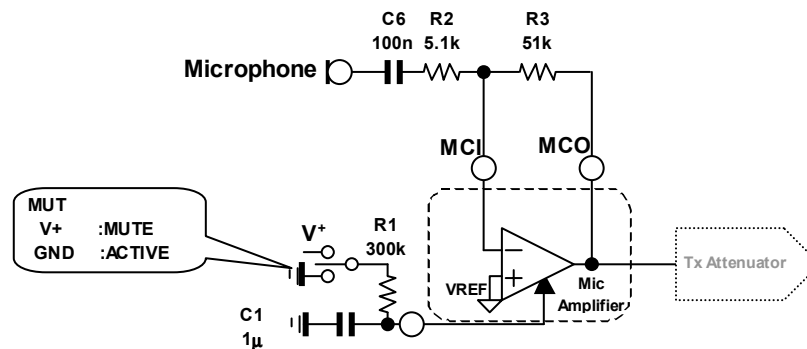 C6 R2 R3
100n 5.1k 51k
Microphone
MCI MCO
MUT
V+ :MUTE
GND :ACTIVE
V+
R1
300k
Tx Attenuator
VREF
Mic
Amplifier
C1
1μ